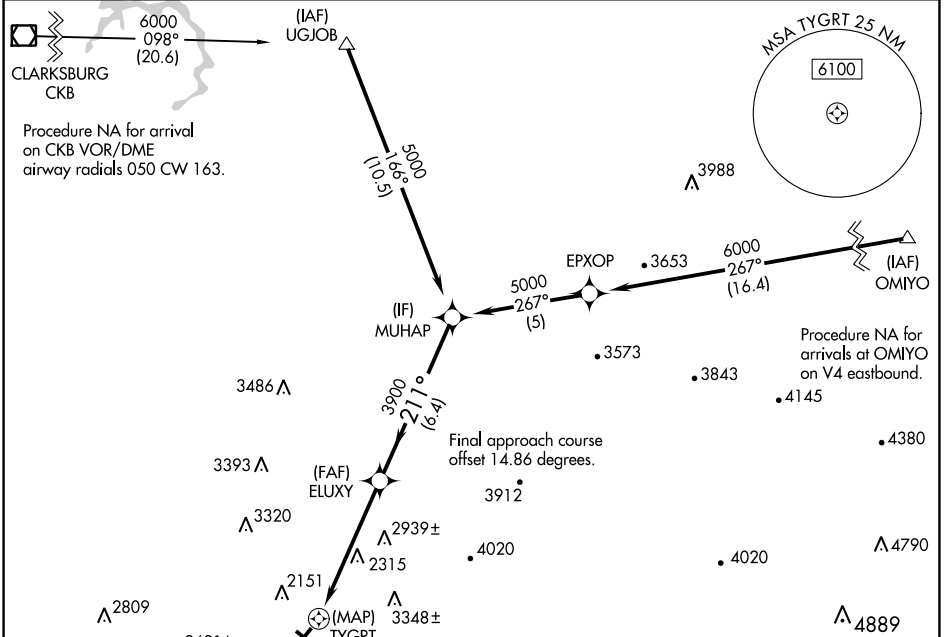 6000
098°
(20.6)
CLARKSBURG
CKB
(IAF)
UGJOB
MSA TYGRT 25 NM
6100
Procedure NA for arrival
on CKB VOR/DME
airway radials 050 CW 163.
5000
166°
(10.5)
3988
EPXOP
3653
6000
267°
(16.4)
(IAF)
OMIYO
5000
267°
(5)
(IF)
MUHAP
Procedure NA for
arrivals at OMIYO
on V4 eastbound.
3573
3843
4145
3486
3900
211°
(6.4)
Final approach course
offset 14.86 degrees.
4380
3393
(FAF)
ELUXY
3912
3320
2939±
2315
4020
4020
4790
2151
2809
(MAP)
TYGRT
3348±
4889